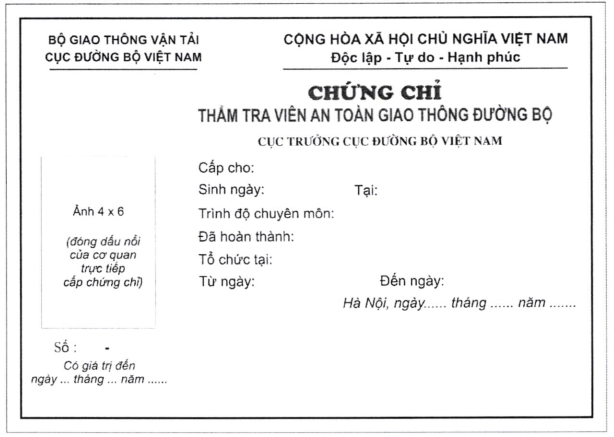 BỘ GIAO THÔNG VẬN TẢI
CỤC ĐƯỜNG BỘ VIỆT NAM
CỘNG HÒA XÃ HỘI CHỦ NGHĨA VIỆT NAM
Độc lập - Tự do - Hạnh phúc
CHỨNG CHỈ
THẨM TRA VIÊN AN TOÀN GIAO THÔNG ĐƯỜNG BỘ
CỤC TRƯỞNG CỤC ĐƯỜNG BỘ VIỆT NAM
Ảnh 4 x 6
(đóng dấu nổi
của cơ quan
trực tiếp
cấp chứng chỉ)
Cấp cho:
Sinh ngày: Tại:
Trình độ chuyên môn:
Đã hoàn thành:
Tổ chức tại:
Từ ngày: Đến ngày:
Hà Nội, ngày...... tháng ...... năm .......
Số : -
Có giá trị đến
ngày ... tháng ... năm ......